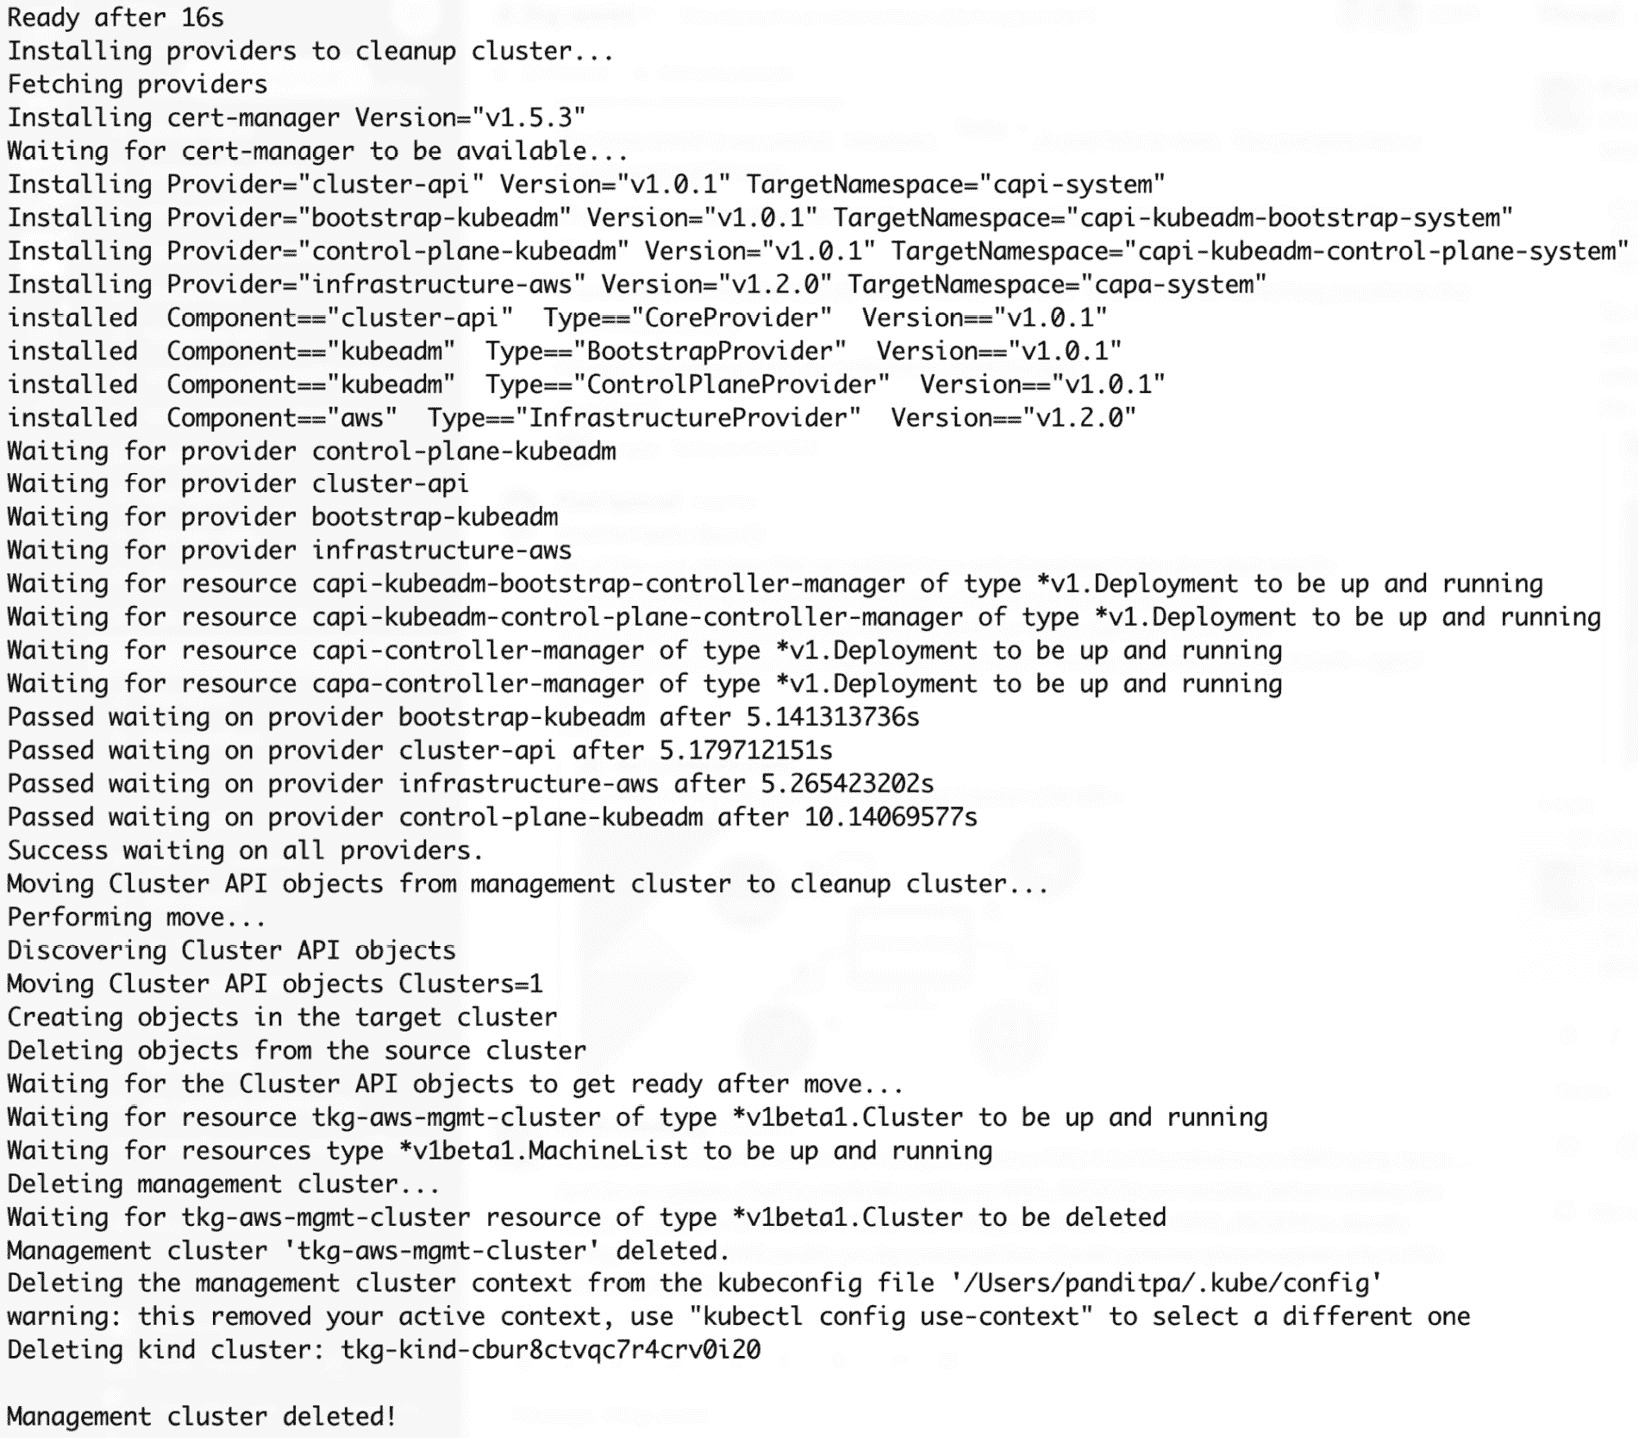 Ready after 16s
Installing providers to cleanup cluster...
Fetching providers
Installing cert-manager Version="v1.5.3"
Waiting for cert-manager to be available...
Installing Provider="cluster-api" Version="v1.0.1" TargetNamespace="capi-system"
Installing Provider="bootstrap-kubeadm" Version="v1.0.1" TargetNamespace="capi-kubeadm-bootstrap-system"
Installing Provider="control-plane-kubeadm" Version="v1.0.1" TargetNamespace="capi-kubeadm-control-plane-system"
Installing Provider="infrastructure-aws" Version="v1.2.0" TargetNamespace="capa-system"
installed  Component=="cluster-api"  Type=="CoreProvider"  Version=="v1.0.1"
installed  Component=="kubeadm"  Type=="BootstrapProvider"  Version=="v1.0.1"
installed  Component=="kubeadm"  Type=="ControlPlaneProvider"  Version=="v1.0.1"
installed  Component=="aws"  Type=="InfrastructureProvider"  Version=="v1.2.0"
Waiting for provider control-plane-kubeadm
Waiting for provider cluster-api
Waiting for provider bootstrap-kubeadm
Waiting for provider infrastructure-aws
Waiting for resource capi-kubeadm-bootstrap-controller-manager of type *v1.Deployment to be up and running
Waiting for resource capi-kubeadm-control-plane-controller-manager of type *v1.Deployment to be up and running
Waiting for resource capi-controller-manager of type *v1.Deployment to be up and running
Waiting for resource capa-controller-manager of type *v1.Deployment to be up and running
Passed waiting on provider bootstrap-kubeadm after 5.141313736s
Passed waiting on provider cluster-api after 5.179712151s
Passed waiting on provider infrastructure-aws after 5.265423202s
Passed waiting on provider control-plane-kubeadm after 10.14069577s
Success waiting on all providers.
Moving Cluster API objects from management cluster to cleanup cluster...
Performing move...
Discovering Cluster API objects
Moving Cluster API objects Clusters=1
Creating objects in the target cluster
Deleting objects from the source cluster
Waiting for the Cluster API objects to get ready after move...
Waiting for resource tkg-aws-mgmt-cluster of type *v1beta1.Cluster to be up and running
Waiting for resources type *v1beta1.MachineList to be up and running
Deleting management cluster...
Waiting for tkg-aws-mgmt-cluster resource of type *v1beta1.Cluster to be deleted
Management cluster 'tkg-aws-mgmt-cluster' deleted.
Deleting the management cluster context from the kubeconfig file '/Users/panditpa/.kube/config'
warning: this removed your active context, use "kubectl config use-context" to select a different one
Deleting kind cluster: tkg-kind-cbur8ctvqc7r4crv0i20
Management cluster deleted!